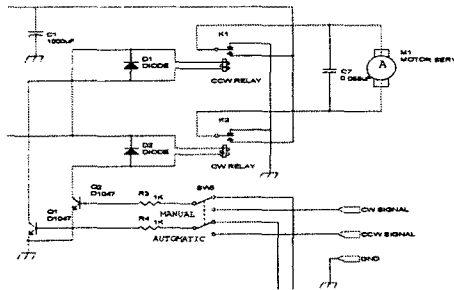 C1
1000uF
K1
D1
DIODE
CCW RELAY
C7
M1
MOTOR SERV
A
K2
D2
DIODE
CW RELAY
Q2
D1047
Q1
D1047
R3 1K
MANUAL
R4 1K
AUTOMATIC
CW SIGNAL
CCW SIGNAL
GND